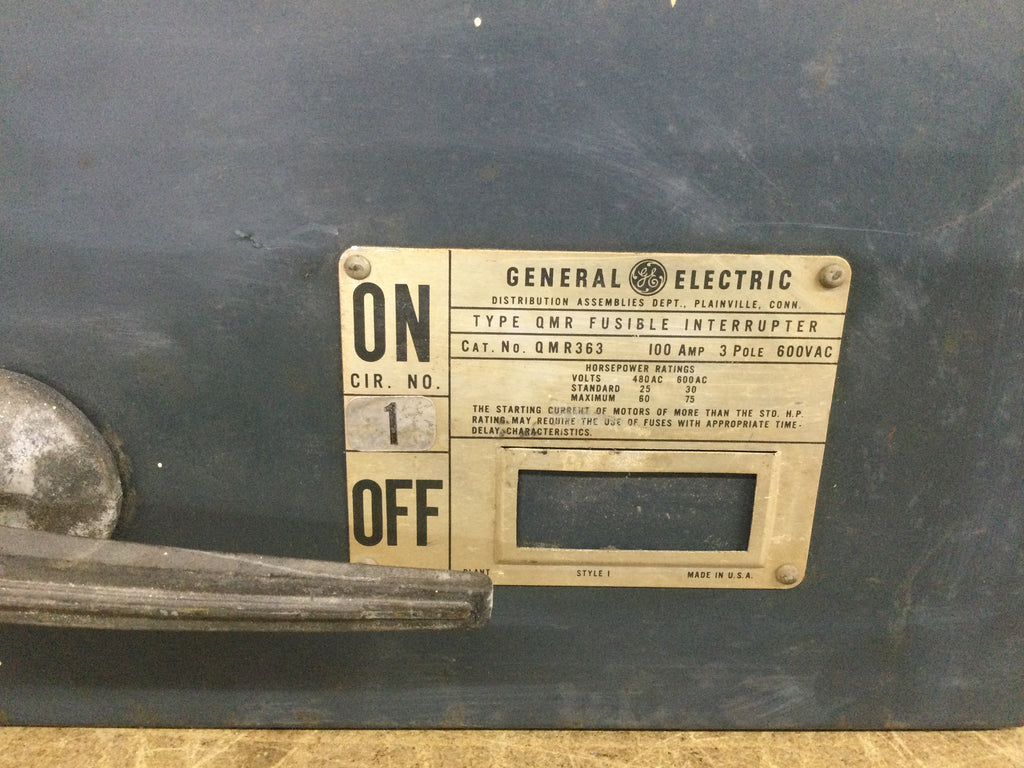 ON
CIR. NO.
1
OFF
GENERAL GE ELECTRIC
DISTRIBUTION ASSEMBLIES DEPT., PLAINVILLE, CONN.
TYPE QMR FUSIBLE INTERRUPTER
CAT. NO. QMR363 100 AMP 3 POLE 600VAC
HORSEPOWER RATINGS
VOLTS 480AC 600AC
STANDARD 25 30
MAXIMUM 60 75
THE STARTING CURRENT OF MOTORS OF MORE THAN THE STD. H.P.
RATING, MAY REQUIRE THE USE OF FUSES WITH APPROPRIATE TIME-
DELAY CHARACTERISTICS.
PLANT STYLE I MADE IN U.S.A.